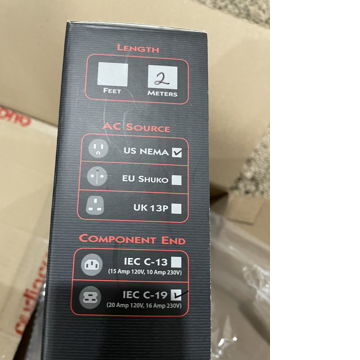 LENGTH
2
FEET METERS
AC SOURCE
US NEMA
EU SHUKO
UK 13P
COMPONENT END
IEC C-13
(15 Amp 120V, 10 Amp 230V)
IEC C-19
(20 Amp 120V, 16 Amp 230V)